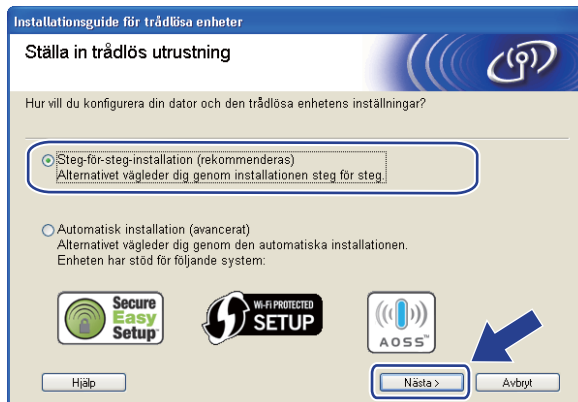 Installationsguide för trådlösa enheter
Ställa in trådlös utrustning
Hur vill du konfigurera din dator och den trådlösa enhetens inställningar?
Steg-för-steg-installation (rekommenderas)
Alternativet vägleder dig genom installationen steg för steg.
Automatisk installation (avancerat)
Alternativet vägleder dig genom den automatiska installationen.
Enheten har stöd för följande system:
Secure
Easy
Setup™
Wi-Fi PROTECTED
SETUP
AOSS™
Hjälp
Nästa >
Avbryt